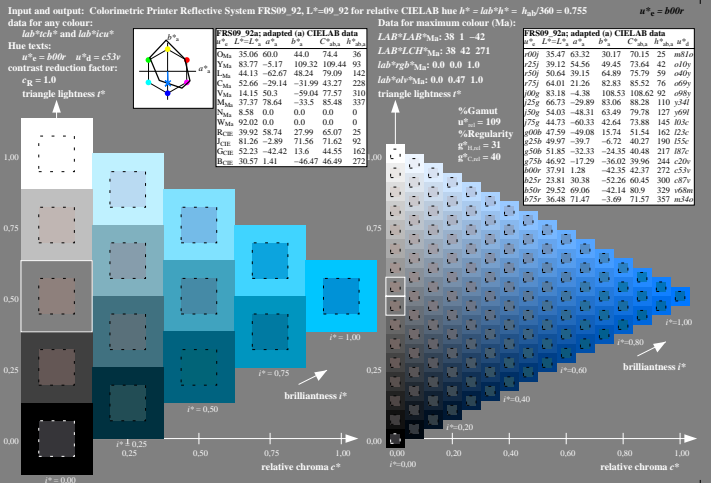 Input and output: Colorimetric Printer Reflective System FRS09_92, L*=09_92 for relative CIELAB hue h* = lab*h* = h_ab/360 = 0.755 u*e = b00r
data for any colour:
lab*tch* and lab*icu*
Hue texts:
u*e = b00r u*d = c53v
contrast reduction factor:
cR = 1.0
triangle lightness t*
b*a
a*a
FRS09_92a; adapted (a) CIELAB data
u*e L*=L*a a*a b*a C*ab,a h*ab,a
OMa 35.06 60.0 44.0 74.4 36
YMa 83.77 −5.17 109.32 109.44 93
LMa 44.13 −62.67 48.24 79.09 142
CMa 52.66 −29.14 −31.99 43.27 228
VMa 14.15 50.3 −59.04 77.57 310
MMa 37.37 78.64 −33.5 85.48 337
NMa 8.58 0.0 0.0 0.0 0
WMa 92.02 0.0 0.0 0.0 0
RCIE 39.92 58.74 27.99 65.07 25
JCIE 81.26 −2.89 71.56 71.62 92
GCIE 52.23 −42.42 13.6 44.55 162
BCIE 30.57 1.41 −46.47 46.49 272
Data for maximum colour (Ma):
LAB*LAB*Ma: 38 1 −42
LAB*LCH*Ma: 38 42 271
lab*rgb*Ma: 0.0 0.0 1.0
lab*olv*Ma: 0.0 0.47 1.0
triangle lightness t*
%Gamut
u*rel = 109
%Regularity
g*H,rel = 31
g*C,rel = 40
FRS09_92a; adapted (a) CIELAB data
u*e L*=L*a a*a b*a C*ab,a h*ab,a u*d
r00j 35.47 63.32 30.1 70.15 25 m81o
r25j 39.12 54.56 49.45 73.64 42 o10y
r50j 50.64 39.15 64.89 75.79 59 o40y
r75j 64.01 21.26 82.83 85.52 76 o69y
j00g 83.18 −4.38 108.53 108.62 92 o98y
j25g 66.73 −29.89 83.06 88.28 110 y34l
j50g 54.03 −48.31 63.49 79.78 127 y69l
j75g 44.73 −60.33 42.64 73.88 145 l03c
g00b 47.59 −49.08 15.74 51.54 162 l23c
g25b 49.97 −39.7 −6.72 40.27 190 l55c
g50b 51.85 −32.33 −24.35 40.48 217 l87c
g75b 46.92 −17.29 −36.02 39.96 244 c20v
b00r 37.91 1.28 −42.35 42.37 272 c53v
b25r 23.81 30.38 −52.26 60.45 300 c87v
b50r 29.52 69.06 −42.14 80.9 329 v68m
b75r 36.48 71.47 −3.69 71.57 357 m34o
1,00
0,75
0,50
0,25
0,00
i* = 1,00
i* = 0,75
i* = 0,50
i* = 0,25
i* = 0,00
brilliantness i*
0,25 0,50 0,75 1,00
relative chroma c*
1,00
0,75
0,50
0,25
0,00
i*=1,00
i*=0,80
i*=0,60
i*=0,40
i*=0,20
i*=0,00
brilliantness i*
0,00 0,25 0,50 0,75 1,00
relative chroma c*